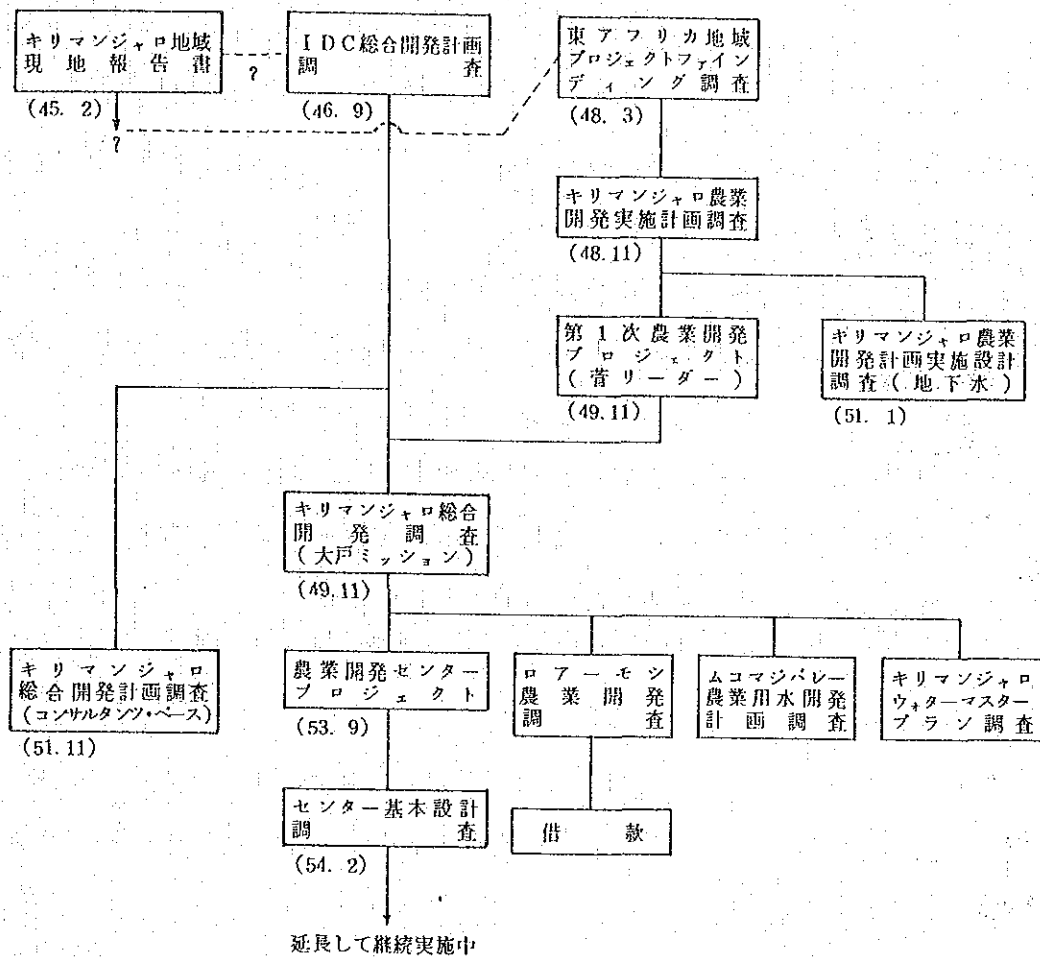 キリマンジャロ地域
現地報告書
(45. 2)
?
?
IDC総合開発計画
調査
(46. 9)
東アフリカ地域
プロジェクトファイン
ディング調査
(48. 3)
キリマンジャロ農業
開発実施計画調査
(48. 11)
第1次農業開発
プロジェクト
(菅リーダー)
(49. 11)
キリマンジャロ農業
開発計画実施設計
調査(地下水)
(51. 1)
キリマンジャロ総合
開発調査
(大戸ミッション)
(49. 11)
キリマンジャロ
総合開発計画調査
(コンサルタンツ・ベース)
(51. 11)
農業開発センター
プロジェクト
(53. 9)
ロアーモシ
農業開発
調査
ムコマジバレー
農業用水開発
計画調査
キリマンジャロ
ウォーターマスター
プラン調査
センター基本設計
調査
(54. 2)
借款
延長して継続実施中